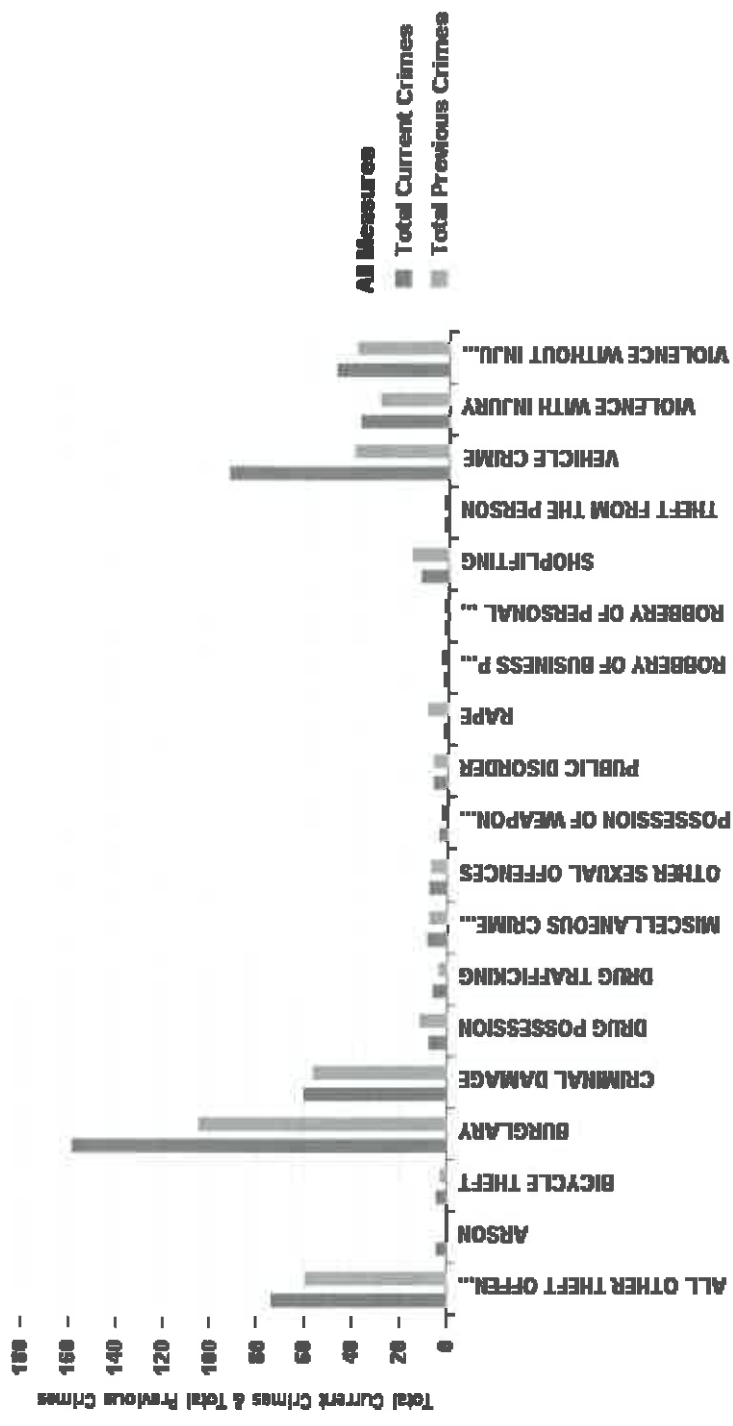 Total Current Crimes & Total Previous Crimes
180
160
140
120
100
80
60
40
20
0
ALL OTHER THEFT OFFEN...
ARSON
BICYCLE THEFT
BURGLARY
CRIMINAL DAMAGE
DRUG POSSESSION
DRUG TRAFFICKING
MISCELLANEOUS CRIME...
OTHER SEXUAL OFFENCES
POSSESSION OF WEAPON...
PUBLIC DISORDER
RAPE
ROBBERY OF BUSINESS P...
ROBBERY OF PERSONAL ...
SHOPLIFTING
THEFT FROM THE PERSON
VEHICLE CRIME
VIOLENCE WITH INJURY
VIOLENCE WITHOUT INJU...
All Measures
Total Current Crimes
Total Previous Crimes